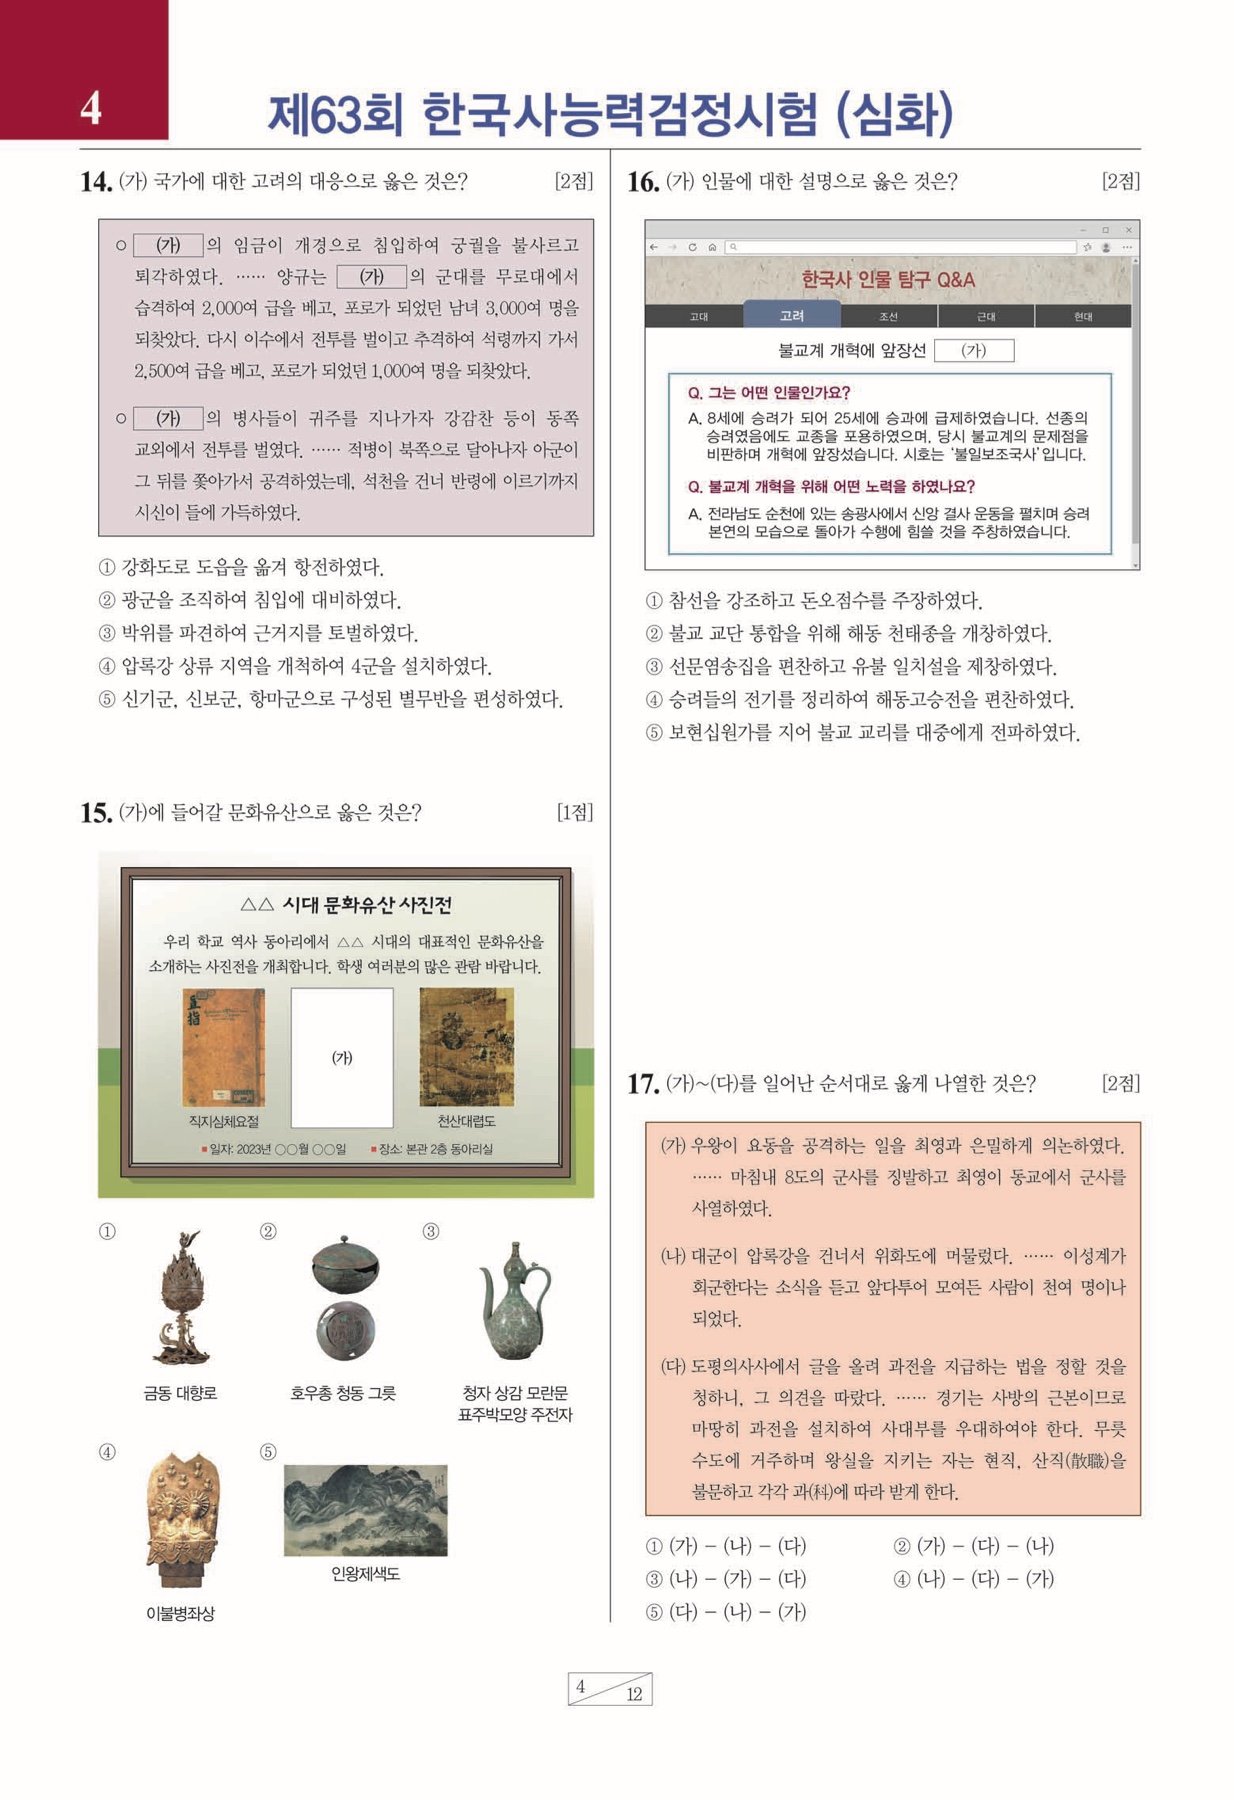 4
제63회 한국사능력검정시험 (심화)
14. (가) 국가에 대한 고려의 대응으로 옳은 것은? [2점]
○ (가) 의 임금이 개경으로 침입하여 궁궐을 불사르고
퇴각하였다. …… 양규는 (가) 의 군대를 무로대에서
습격하여 2,000여 급을 베고, 포로가 되었던 남녀 3,000여 명을
되찾았다. 다시 이수에서 전투를 벌이고 추격하여 석령까지 가서
2,500여 급을 베고, 포로가 되었던 1,000여 명을 되찾았다.
○ (가) 의 병사들이 귀주를 지나가자 강감찬 등이 동쪽
교외에서 전투를 벌였다. …… 적병이 북쪽으로 달아나자 아군이
그 뒤를 쫓아가서 공격하였는데, 석천을 건너 반령에 이르기까지
시신이 들에 가득하였다.
① 강화도로 도읍을 옮겨 항전하였다.
② 광군을 조직하여 침입에 대비하였다.
③ 박위를 파견하여 근거지를 토벌하였다.
④ 압록강 상류 지역을 개척하여 4군을 설치하였다.
⑤ 신기군, 신보군, 항마군으로 구성된 별무반을 편성하였다.
15. (가)에 들어갈 문화유산으로 옳은 것은? [1점]
△△ 시대 문화유산 사진전
우리 학교 역사 동아리에서 △△ 시대의 대표적인 문화유산을
소개하는 사진전을 개최합니다. 학생 여러분의 많은 관람 바랍니다.
直指
(가)
직지심체요절
천산대렵도
■ 일자: 2023년 ○○월 ○○일 ■ 장소: 본관 2층 동아리실
① ② ③
금동 대향로
호우총 청동 그릇
청자 상감 모란문
표주박모양 주전자
④ ⑤
인왕제색도
이불병좌상
16. (가) 인물에 대한 설명으로 옳은 것은? [2점]
한국사 인물 탐구 Q&A
고대 고려 조선 근대 현대
불교계 개혁에 앞장선 (가)
Q. 그는 어떤 인물인가요?
A. 8세에 승려가 되어 25세에 승과에 급제하였습니다. 선종의
승려였음에도 교종을 포용하였으며, 당시 불교계의 문제점을
비판하며 개혁에 앞장섰습니다. 시호는 '불일보조국사'입니다.
Q. 불교계 개혁을 위해 어떤 노력을 하였나요?
A. 전라남도 순천에 있는 송광사에서 신앙 결사 운동을 펼치며 승려
본연의 모습으로 돌아가 수행에 힘쓸 것을 주창하였습니다.
① 참선을 강조하고 돈오점수를 주장하였다.
② 불교 교단 통합을 위해 해동 천태종을 개창하였다.
③ 선문염송집을 편찬하고 유불 일치설을 제창하였다.
④ 승려들의 전기를 정리하여 해동고승전을 편찬하였다.
⑤ 보현십원가를 지어 불교 교리를 대중에게 전파하였다.
17. (가)~(다)를 일어난 순서대로 옳게 나열한 것은? [2점]
(가) 우왕이 요동을 공격하는 일을 최영과 은밀하게 의논하였다.
…… 마침내 8도의 군사를 징발하고 최영이 동교에서 군사를
사열하였다.
(나) 대군이 압록강을 건너서 위화도에 머물렀다. …… 이성계가
회군한다는 소식을 듣고 앞다투어 모여든 사람이 천여 명이나
되었다.
(다) 도평의사사에서 글을 올려 과전을 지급하는 법을 정할 것을
청하니, 그 의견을 따랐다. …… 경기는 사방의 근본이므로
마땅히 과전을 설치하여 사대부를 우대하여야 한다. 무릇
수도에 거주하며 왕실을 지키는 자는 현직, 산직(散職)을
불문하고 각각 과(科)에 따라 받게 한다.
① (가) - (나) - (다) ② (가) - (다) - (나)
③ (나) - (가) - (다) ④ (나) - (다) - (가)
⑤ (다) - (나) - (가)
4 12